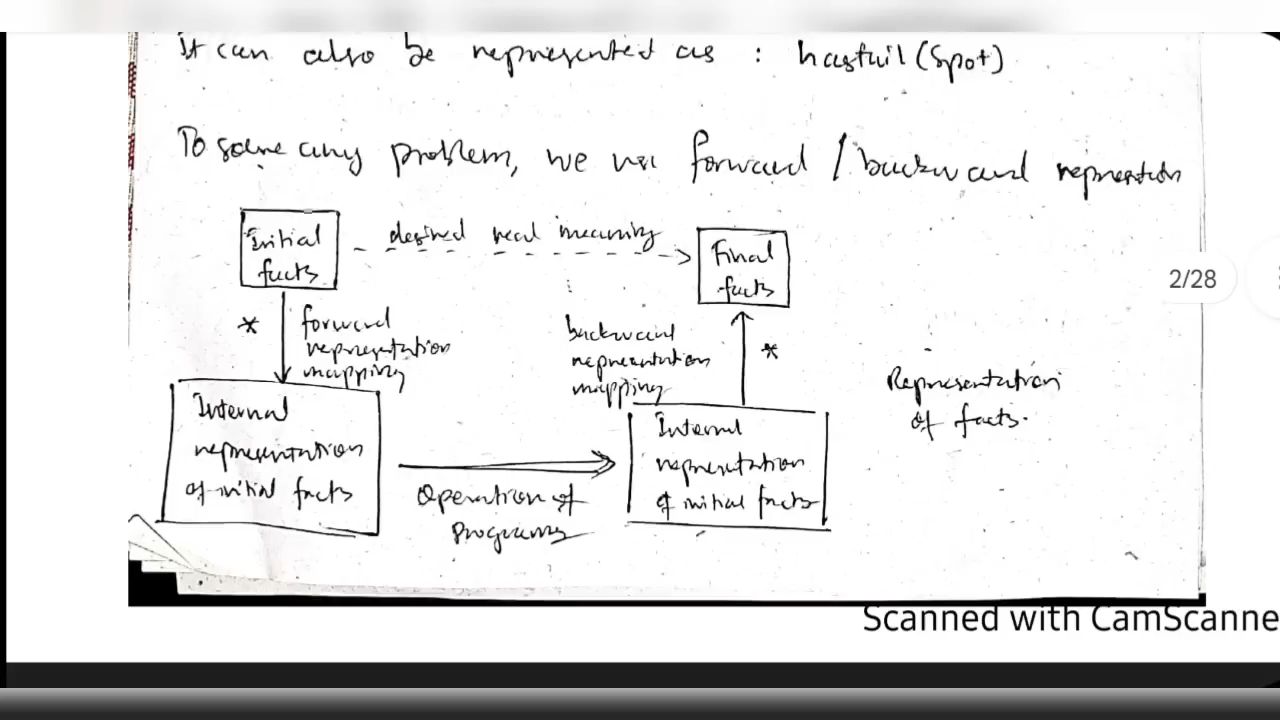 It can also be represented as : hastail(Spot)
To solve any problem, we use forward / backward representation
Initial
facts
desired real meaning
Final
facts
*
forward
representation
mapping
backward
representation
mapping
*
Internal
representation
of initial facts
Operation of
Programs
Internal
representation
of initial facts
Representation
of facts.
2/28
Scanned with CamScanne